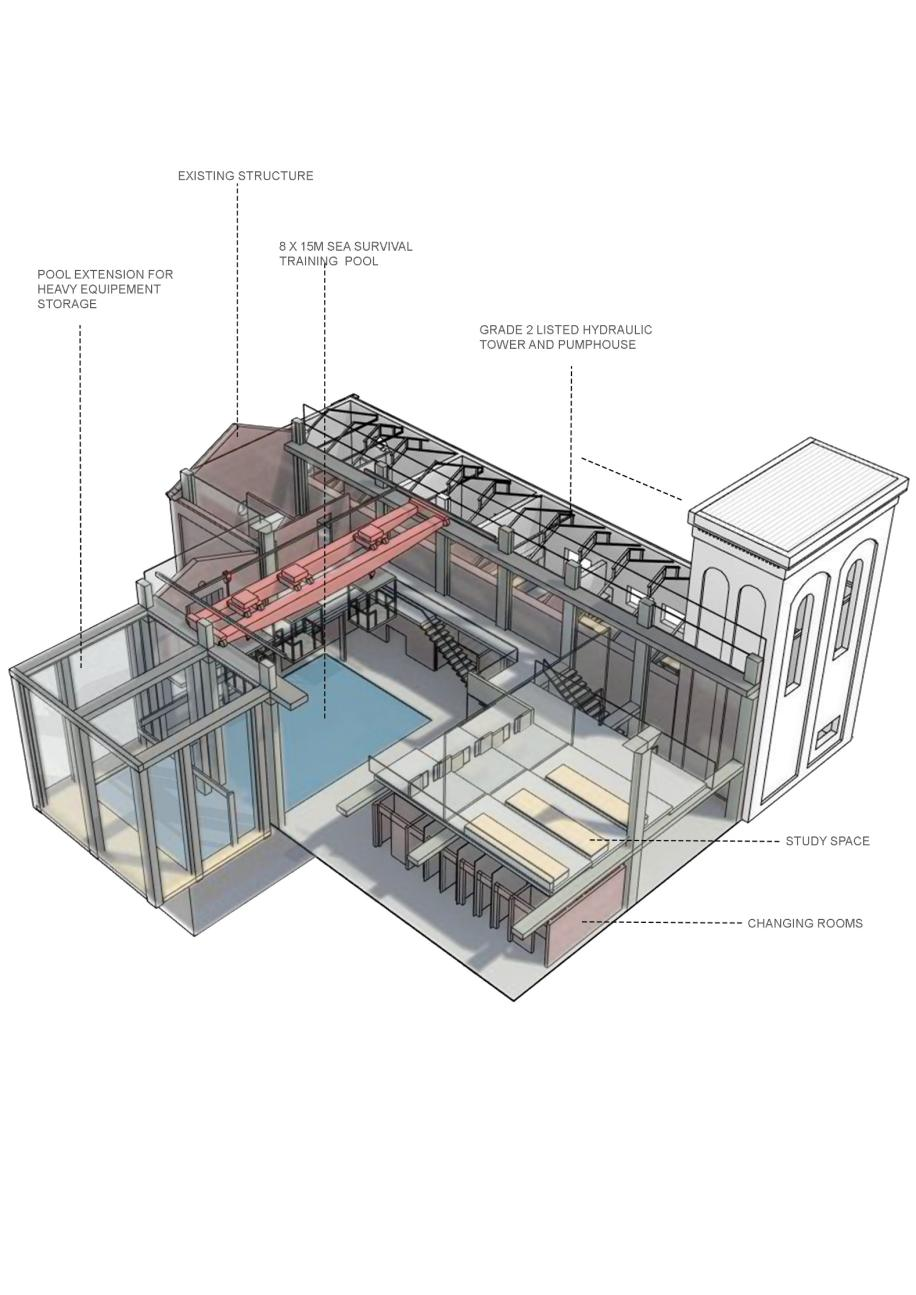 EXISTING STRUCTURE
8 X 15M SEA SURVIVAL
TRAINING POOL
POOL EXTENSION FOR
HEAVY EQUIPEMENT
STORAGE
GRADE 2 LISTED HYDRAULIC
TOWER AND PUMPHOUSE
STUDY SPACE
CHANGING ROOMS